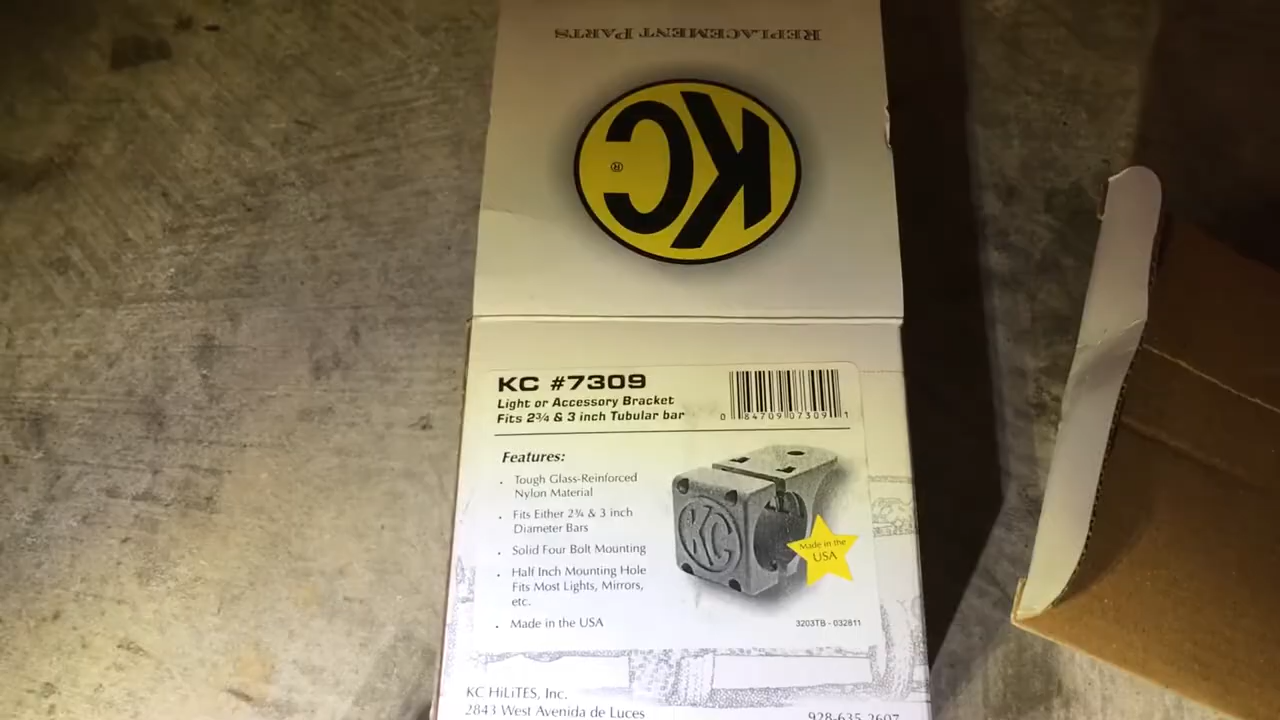 REPLACEMENT PARTS
KC®
KC #7309
Light or Accessory Bracket
Fits 2¾ & 3 inch Tubular bar
0 84709 07309 1
Features:
• Tough Glass-Reinforced
Nylon Material
• Fits Either 2¾ & 3 inch
Diameter Bars
• Solid Four Bolt Mounting
• Half Inch Mounting Hole
Fits Most Lights, Mirrors,
etc.
• Made in the USA
KC
Made in the
USA
3203TB - 032811
KC HiLiTES, Inc.
2843 West Avenida de Luces
928-635-2607